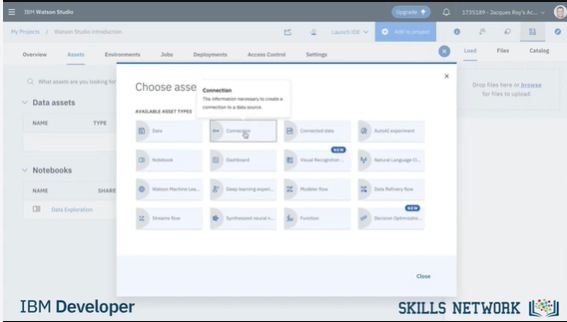 IBM Watson Studio
Upgrade
1735189 - Jacques Roy's Ac...
My Projects / Watson Studio Introduction
Launch IDE
Add to project
Overview
Assets
Environments
Jobs
Deployments
Access Control
Settings
Load
Files
Catalog
What assets are you looking for
Drop files here or browse
for files to upload
Data assets
NAME
TYPE
Notebooks
NAME
SHARE
Data Exploration
Choose asse
Connection
The information necessary to create a
connection to a data source.
AVAILABLE ASSET TYPES
Data
Connection
Connected data
AutoAI experiment
NEW
Notebook
Dashboard
Visual Recognition ...
Natural Language Cl...
Watson Machine Lea...
Deep learning experi...
Modeler flow
Data Refinery flow
NEW
Streams flow
Synthesized neural n...
Function
Decision Optimizatio...
Close
IBM Developer
SKILLS NETWORK